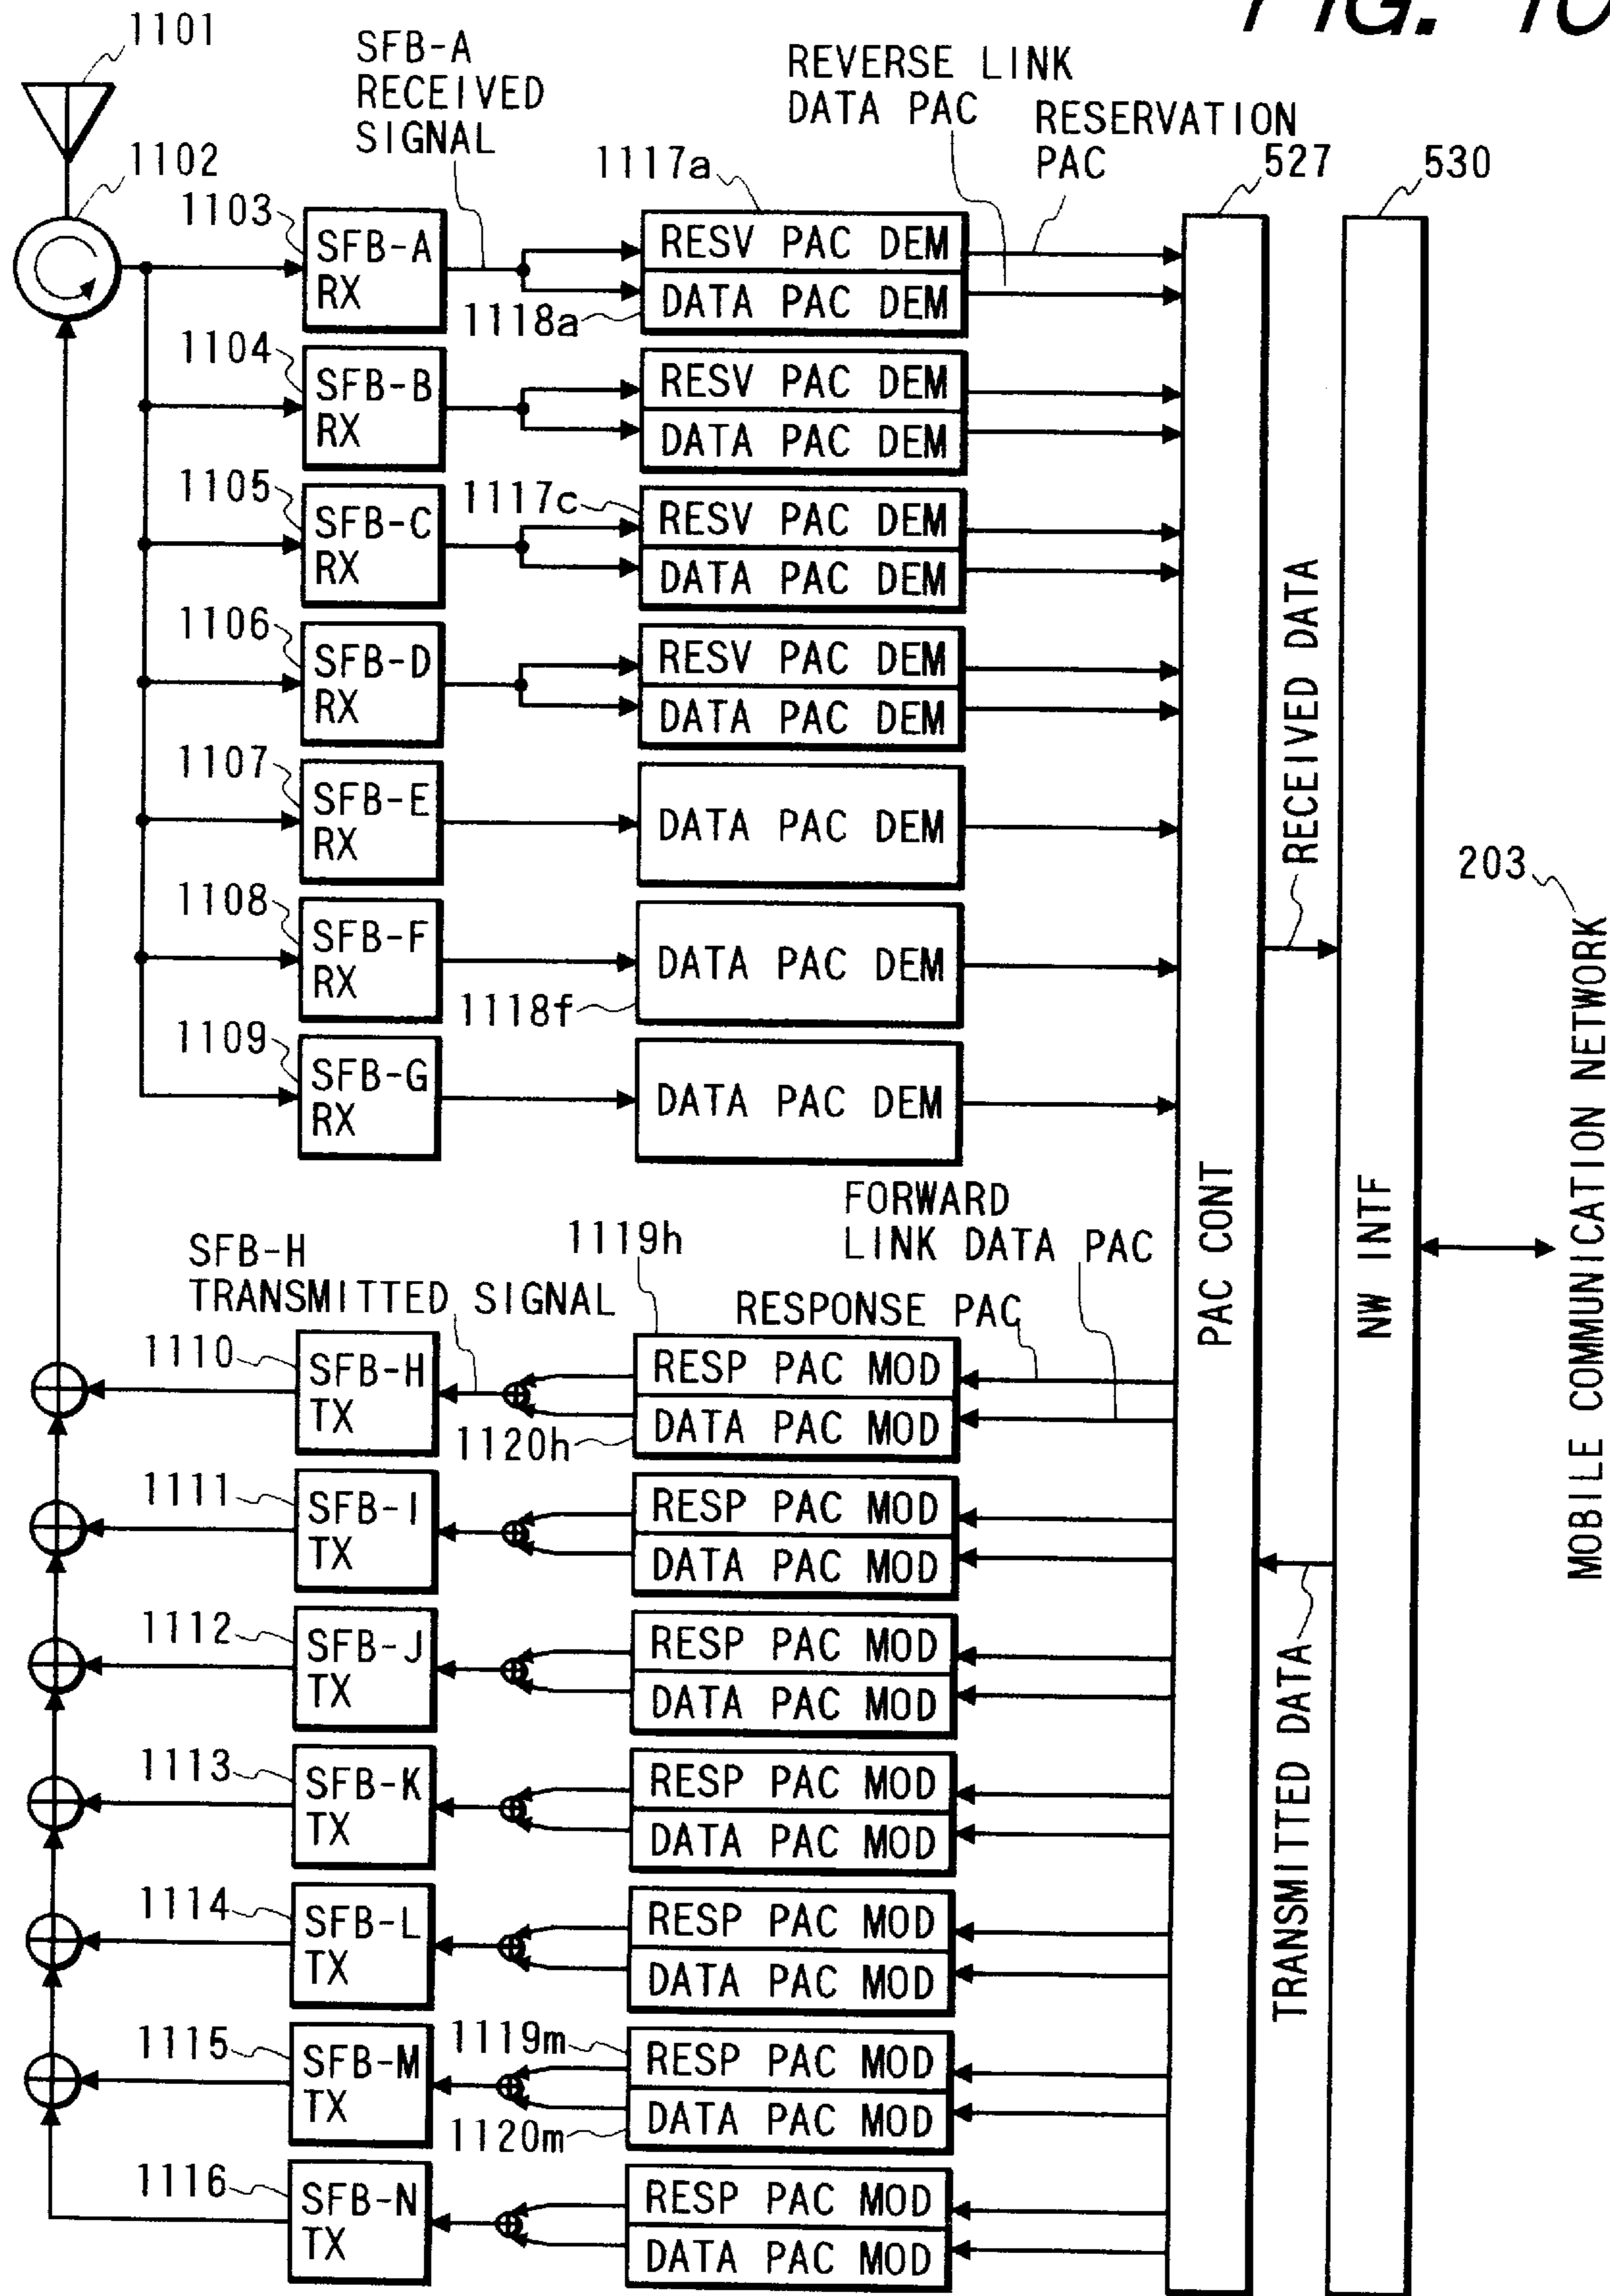 FIG. 10
1101
SFB-A
RECEIVED
SIGNAL
REVERSE LINK
DATA PAC
RESERVATION
PAC
1102
1117a
527
530
1103
SFB-A
RX
RESV PAC DEM
DATA PAC DEM
1118a
1104
SFB-B
RX
RESV PAC DEM
DATA PAC DEM
1105
SFB-C
RX
1117c
RESV PAC DEM
DATA PAC DEM
1106
SFB-D
RX
RESV PAC DEM
DATA PAC DEM
1107
SFB-E
RX
DATA PAC DEM
1108
SFB-F
RX
DATA PAC DEM
1118f
1109
SFB-G
RX
DATA PAC DEM
RECEIVED DATA
203
MOBILE COMMUNICATION NETWORK
PAC CONT
NW INTF
FORWARD
LINK DATA PAC
SFB-H
TRANSMITTED SIGNAL
1119h
RESPONSE PAC
1110
SFB-H
TX
RESP PAC MOD
DATA PAC MOD
1120h
1111
SFB-I
TX
RESP PAC MOD
DATA PAC MOD
1112
SFB-J
TX
RESP PAC MOD
DATA PAC MOD
TRANSMITTED DATA
1113
SFB-K
TX
RESP PAC MOD
DATA PAC MOD
1114
SFB-L
TX
RESP PAC MOD
DATA PAC MOD
1115
SFB-M
TX
1119m
RESP PAC MOD
DATA PAC MOD
1120m
1116
SFB-N
TX
RESP PAC MOD
DATA PAC MOD